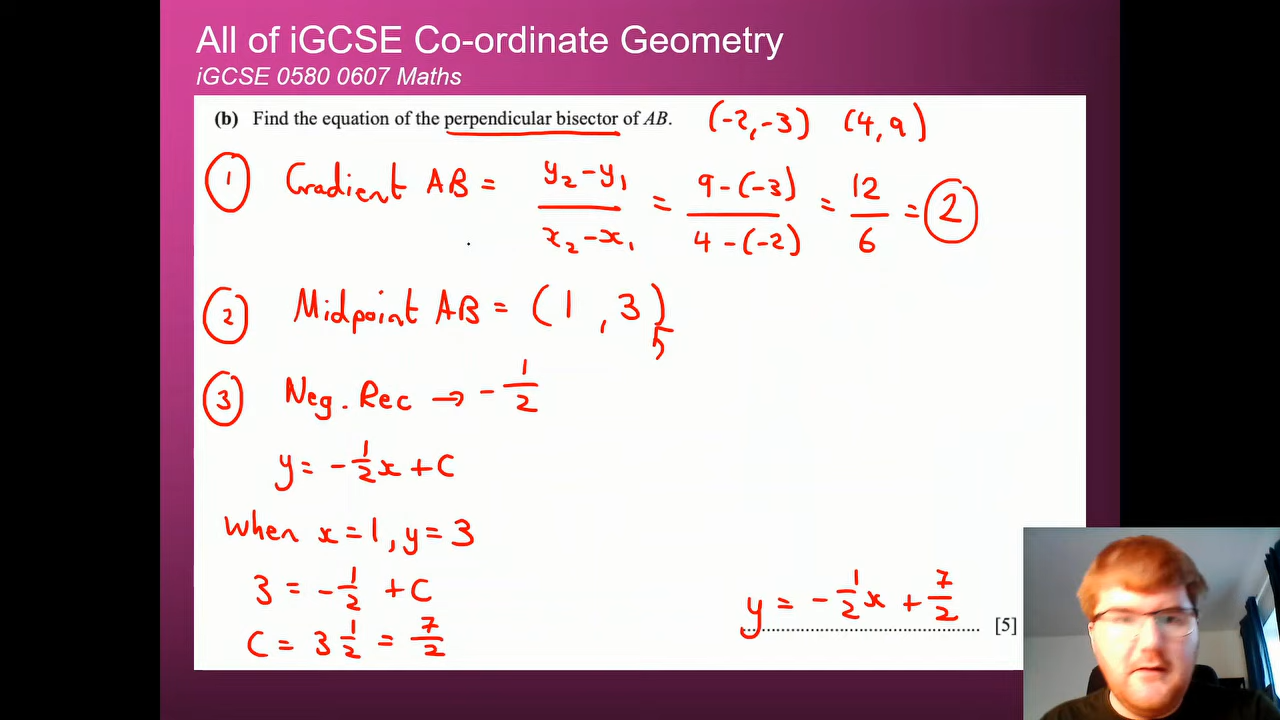 All of iGCSE Co-ordinate Geometry
iGCSE 0580 0607 Maths
(b) Find the equation of the perpendicular bisector of AB. (-2,-3) (4,9)
① Gradient AB = y₂-y₁/x₂-x₁ = 9-(-3)/4-(-2) = 12/6 = 2
② Midpoint AB = (1, 3)
5
③ Neg. Rec → -1/2
y = -1/2x + C
When x=1, y=3
3 = -1/2 + C
C = 3 1/2 = 7/2
y = -1/2x + 7/2 [5]